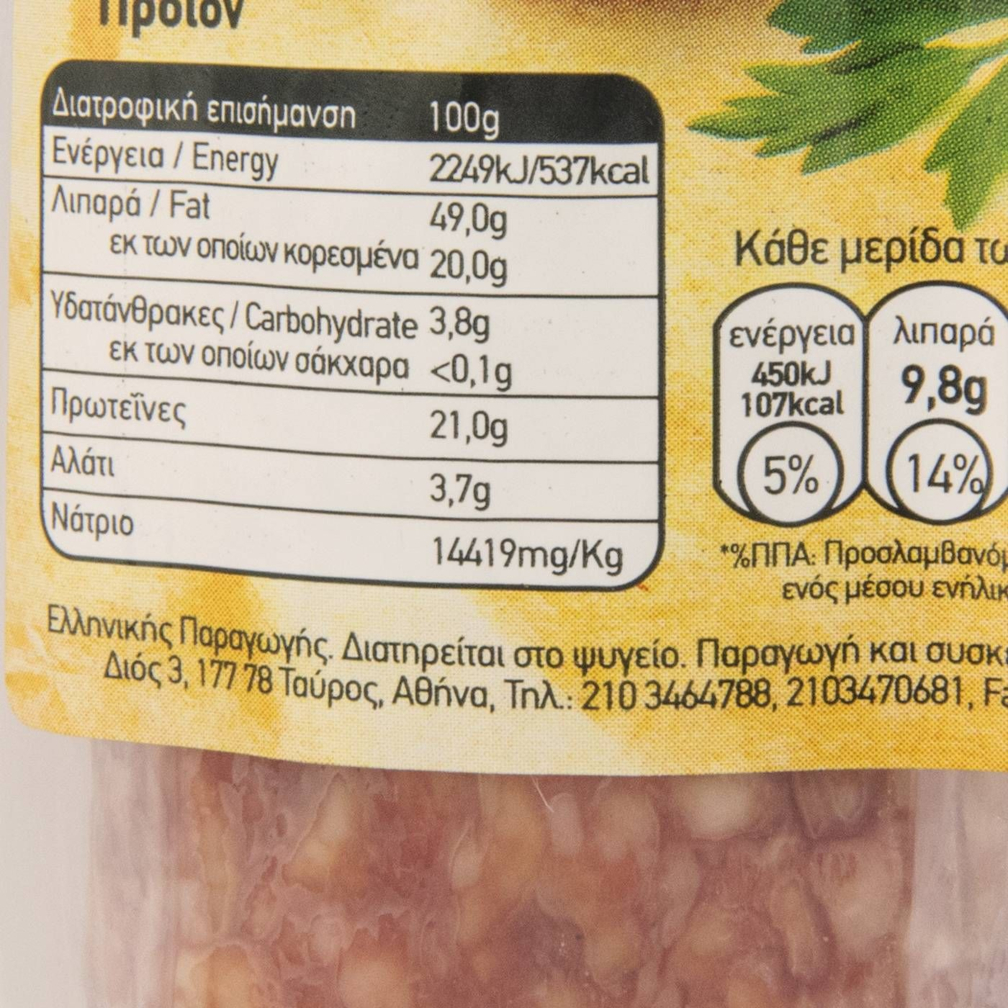 Προϊόν
Διατροφική επισήμανση 100g
Ενέργεια / Energy 2249kJ/537kcal
Λιπαρά / Fat 49,0g
εκ των οποίων κορεσμένα 20,0g
Υδατάνθρακες / Carbohydrate 3,8g
εκ των οποίων σάκχαρα <0,1g
Πρωτεΐνες 21,0g
Αλάτι 3,7g
Νάτριο 14419mg/Kg
Κάθε μερίδα
ενέργεια
450kJ
107kcal
5%
λιπαρά
9,8g
14%
*%ΠΠΑ:
ενός μέσου
Ελληνικής Παραγωγής. Διατηρείται στο ψυγείο. Παραγωγή και
Διός 3, 177 78 Ταύρος, Αθήνα, Τηλ.: 210 3464788, 2103470681,